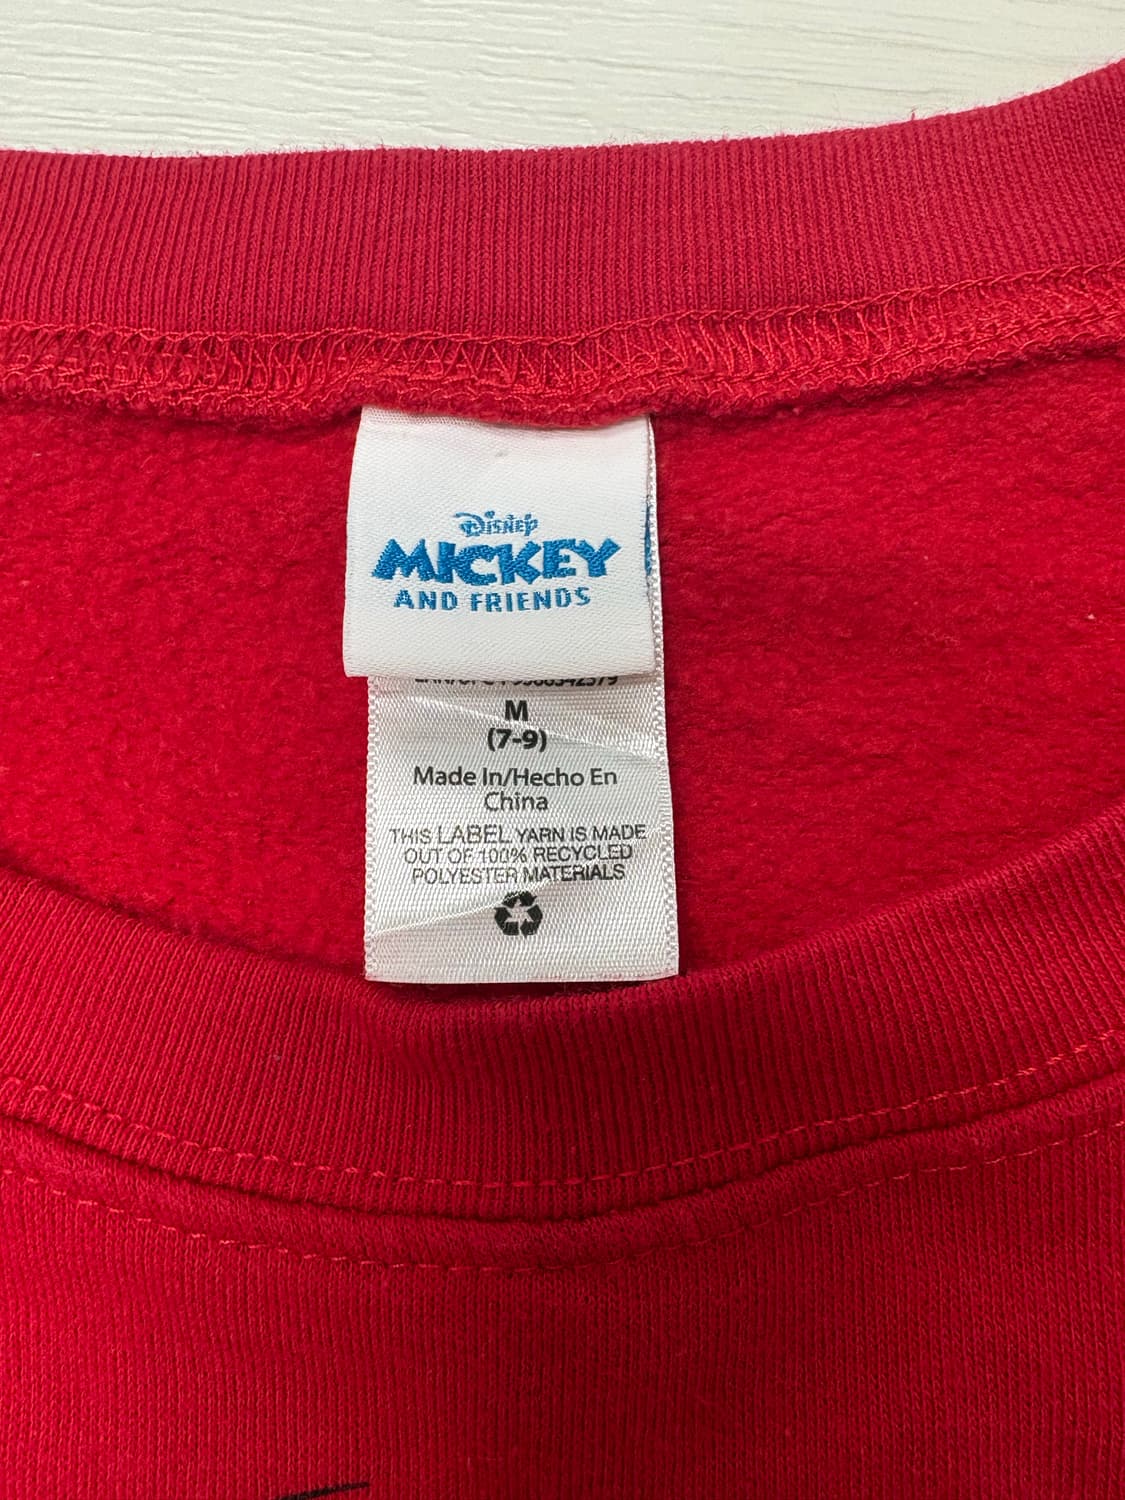 Disney
MICKEY
AND FRIENDS
M
(7-9)
Made In/Hecho En
China
THIS LABEL YARN IS MADE
OUT OF 100% RECYCLED
POLYESTER MATERIALS